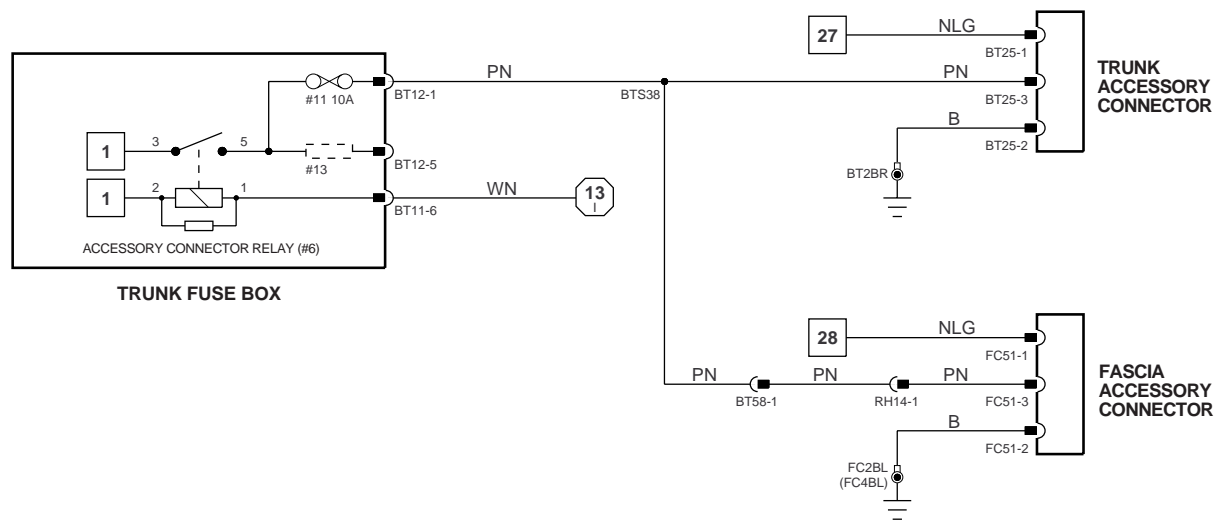 27
NLG
BT25-1
PN
#11 10A
BT12-1
BTS38
PN
BT25-3
TRUNK
ACCESSORY
CONNECTOR
B
BT25-2
1
3
5
#13
BT12-5
BT2BR
1
2
1
WN
13
I
BT11-6
ACCESSORY CONNECTOR RELAY (#6)
TRUNK FUSE BOX
28
NLG
FC51-1
PN
BT58-1
PN
RH14-1
PN
FC51-3
FASCIA
ACCESSORY
CONNECTOR
B
FC51-2
FC2BL
(FC4BL)